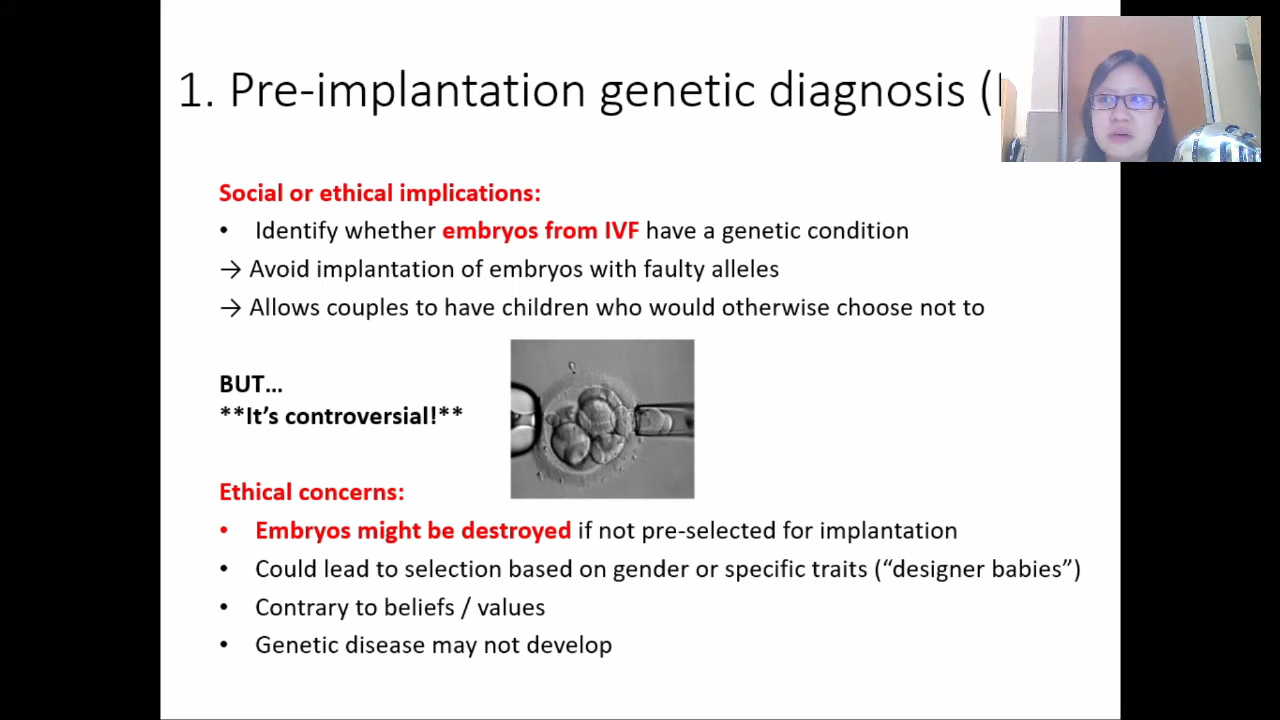 1. Pre-implantation genetic diagnosis (
Social or ethical implications:
• Identify whether embryos from IVF have a genetic condition
→ Avoid implantation of embryos with faulty alleles
→ Allows couples to have children who would otherwise choose not to
BUT…
**It’s controversial!**
Ethical concerns:
• Embryos might be destroyed if not pre-selected for implantation
• Could lead to selection based on gender or specific traits (“designer babies”)
• Contrary to beliefs / values
• Genetic disease may not develop